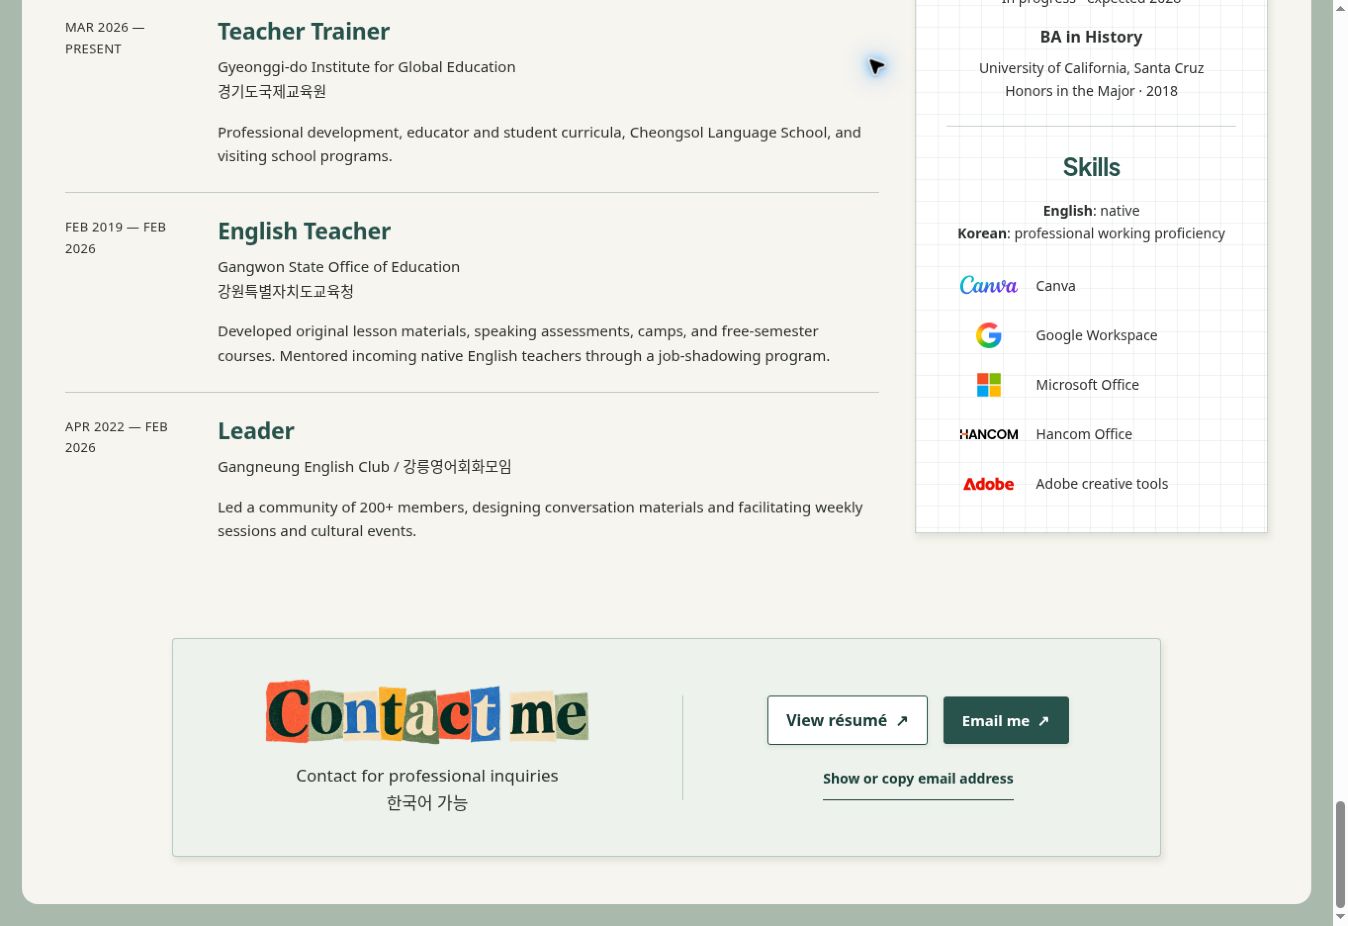 MAR 2026 —
PRESENT
Teacher Trainer
Gyeonggi-do Institute for Global Education
경기도국제교육원
Professional development, educator and student curricula, Cheongsol Language School, and
visiting school programs.
FEB 2019 — FEB
2026
English Teacher
Gangwon State Office of Education
강원특별자치도교육청
Developed original lesson materials, speaking assessments, camps, and free-semester
courses. Mentored incoming native English teachers through a job-shadowing program.
APR 2022 — FEB
2026
Leader
Gangneung English Club / 강릉영어회화모임
Led a community of 200+ members, designing conversation materials and facilitating weekly
sessions and cultural events.
In progress · expected 2028
BA in History
University of California, Santa Cruz
Honors in the Major · 2018
Skills
English: native
Korean: professional working proficiency
Canva Canva
Google Workspace
Microsoft Office
HANCOM Hancom Office
Adobe Adobe creative tools
Contact me
Contact for professional inquiries
한국어 가능
View résumé ↗
Email me ↗
Show or copy email address